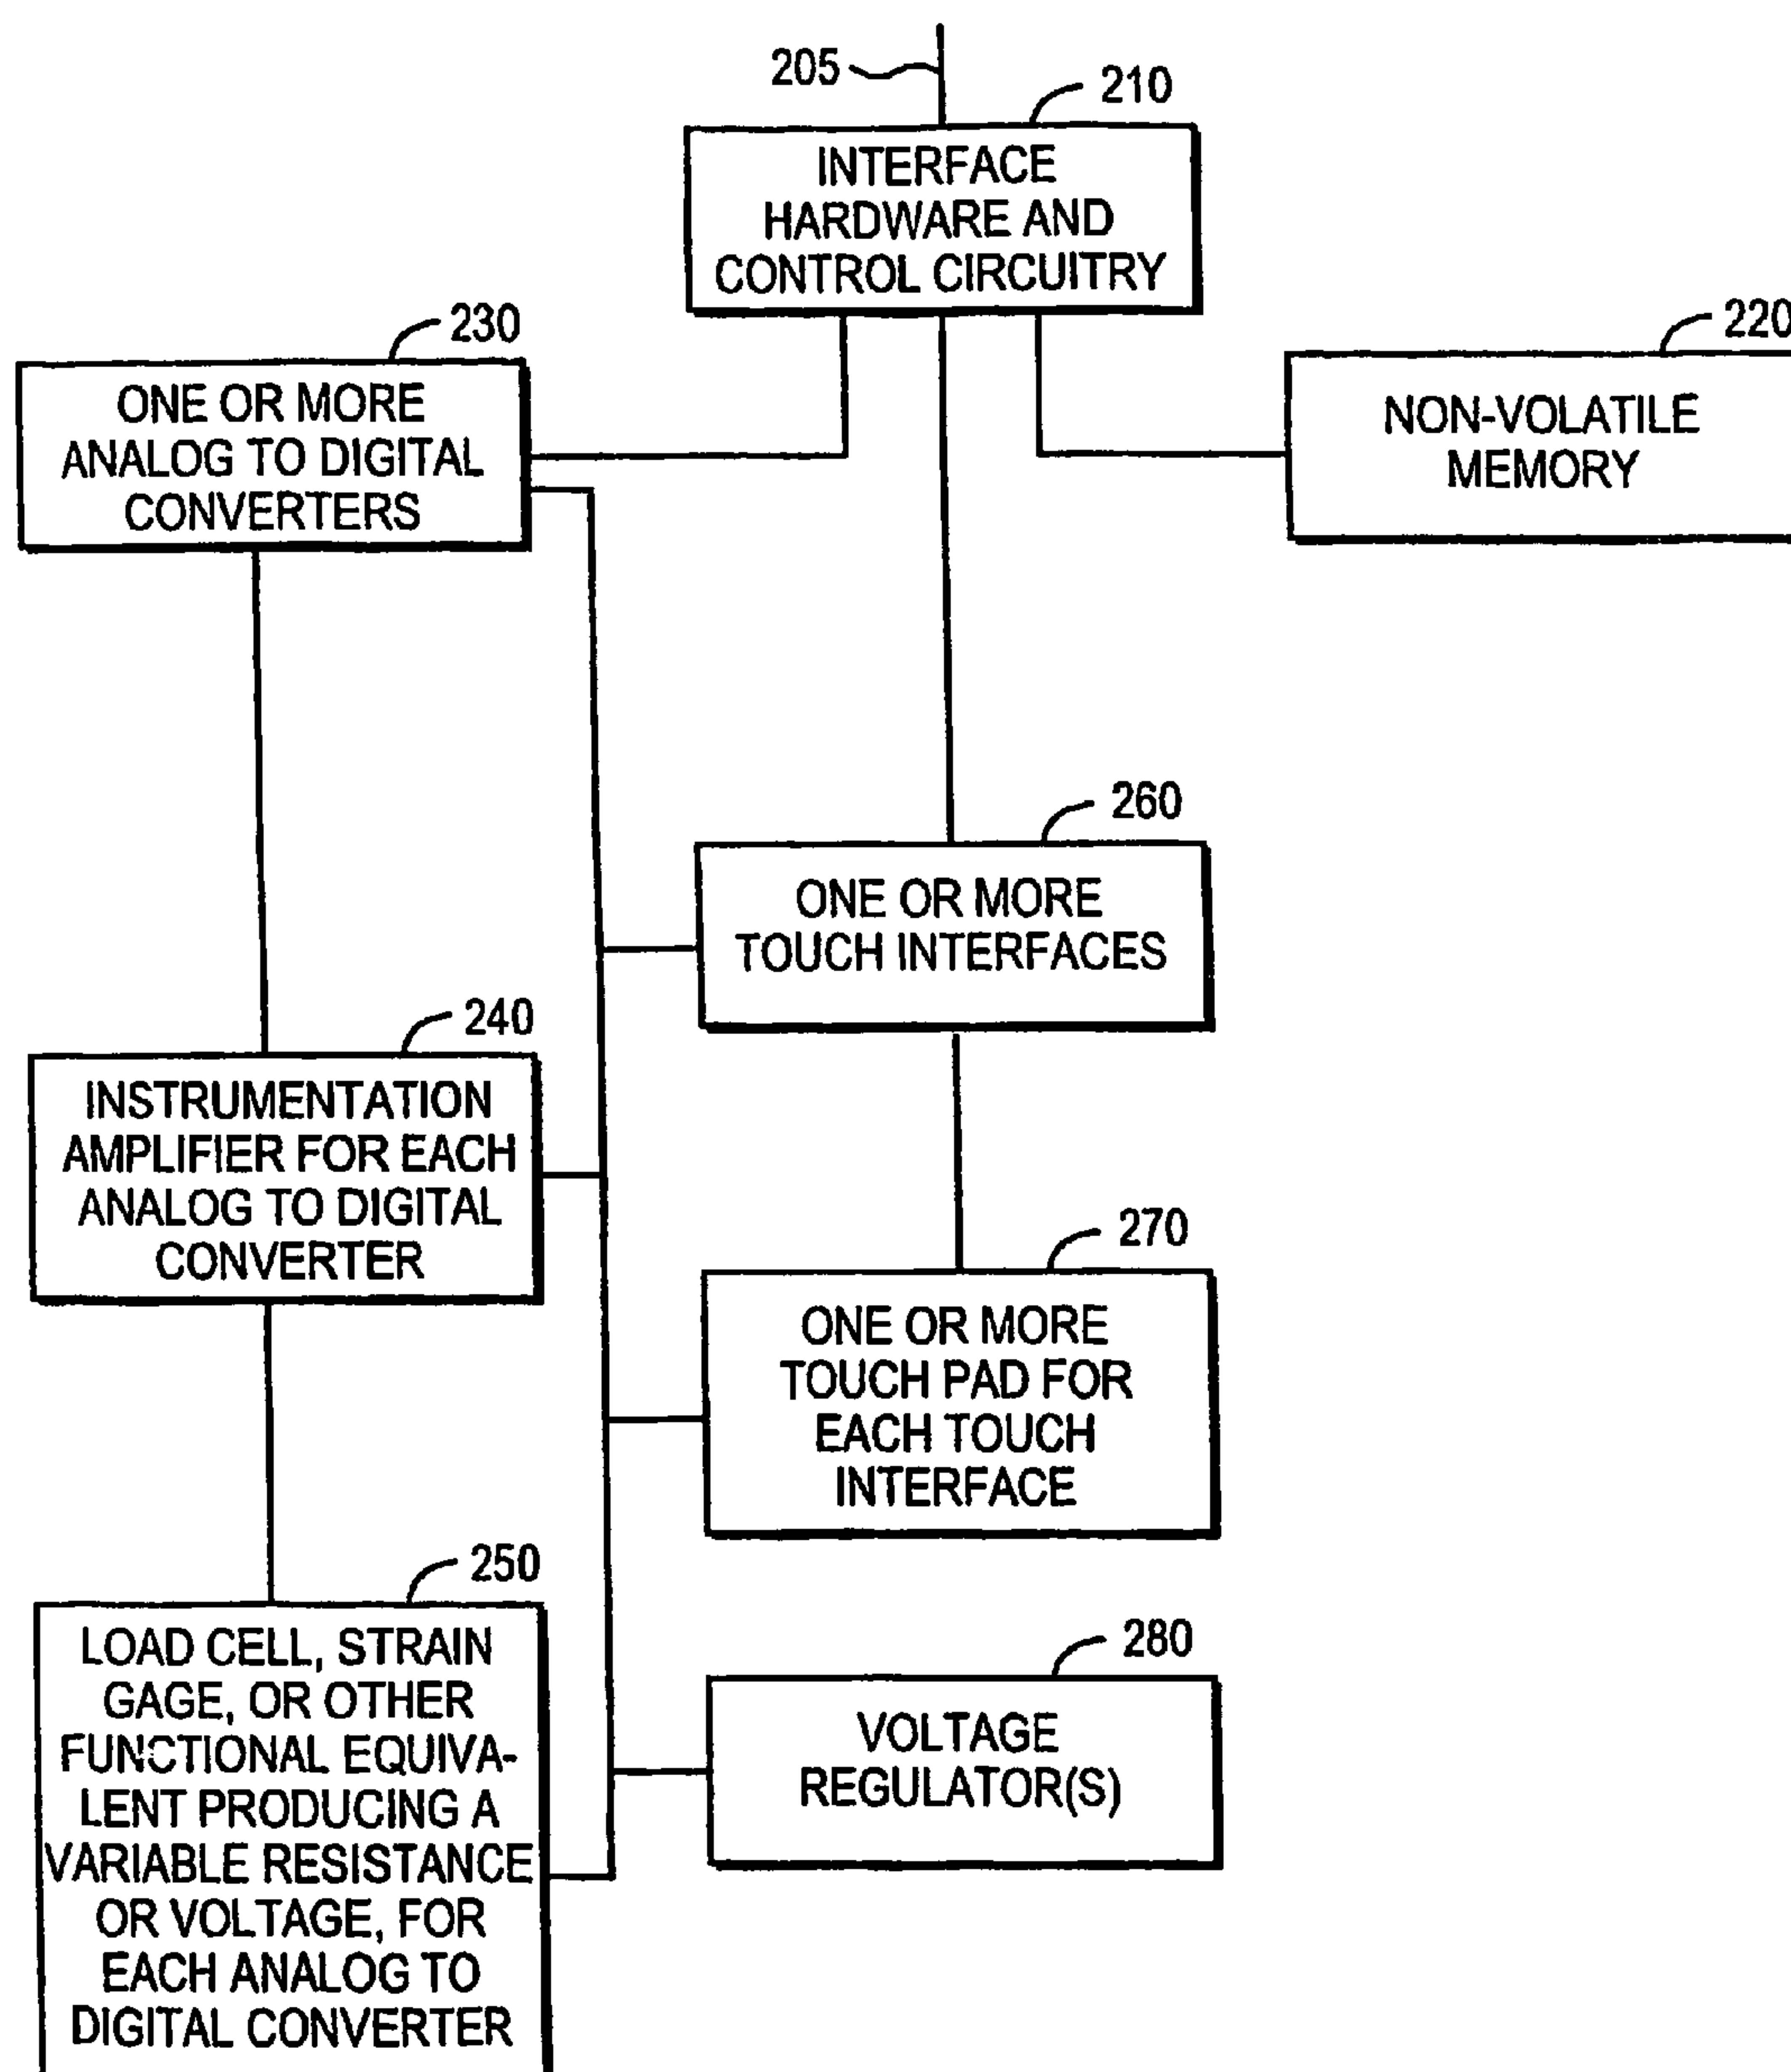 205
210
INTERFACE
HARDWARE AND
CONTROL CIRCUITRY
230
ONE OR MORE
ANALOG TO DIGITAL
CONVERTERS
220
NON-VOLATILE
MEMORY
260
ONE OR MORE
TOUCH INTERFACES
240
INSTRUMENTATION
AMPLIFIER FOR EACH
ANALOG TO DIGITAL
CONVERTER
270
ONE OR MORE
TOUCH PAD FOR
EACH TOUCH
INTERFACE
250
LOAD CELL, STRAIN
GAGE, OR OTHER
FUNCTIONAL EQUIVA-
LENT PRODUCING A
VARIABLE RESISTANCE
OR VOLTAGE, FOR
EACH ANALOG TO
DIGITAL CONVERTER
280
VOLTAGE
REGULATOR(S)